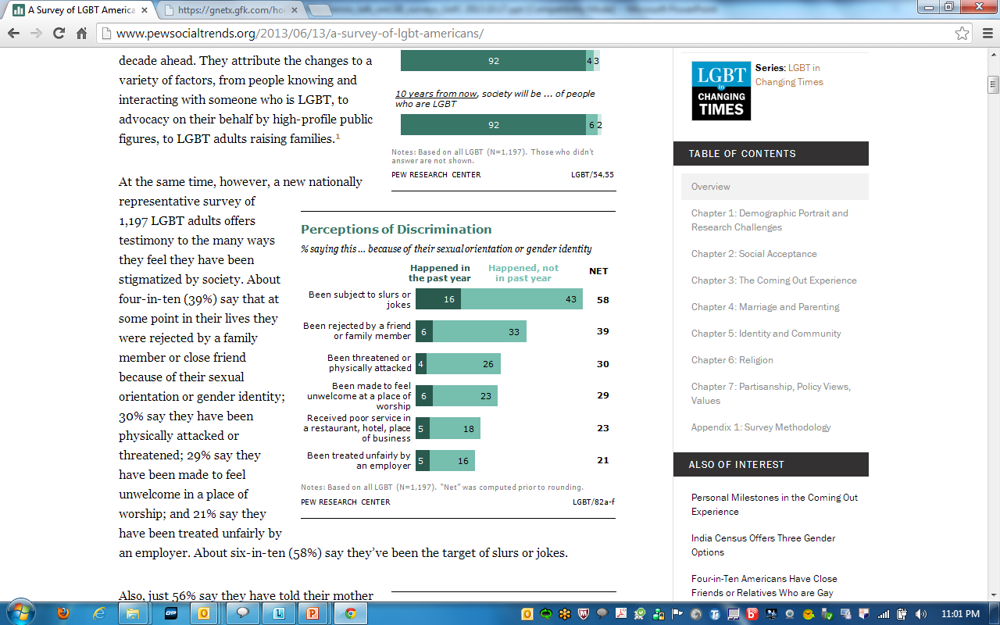 A Survey of LGBT America
https://gnetx.gfk.com/ho
www.pewsocialtrends.org/2013/06/13/a-survey-of-lgbt-americans/
decade ahead. They attribute the changes to a
variety of factors, from people knowing and
interacting with someone who is LGBT, to
advocacy on their behalf by high-profile public
figures, to LGBT adults raising families.1
92 4 3
10 years from now, society will be ... of people
who are LGBT
92 6 2
Notes: Based on all LGBT (N=1,197). Those who didn't
answer are not shown.
PEW RESEARCH CENTER LGBT/54,55
At the same time, however, a new nationally
representative survey of
1,197 LGBT adults offers
testimony to the many ways
they feel they have been
stigmatized by society. About
four-in-ten (39%) say that at
some point in their lives they
were rejected by a family
member or close friend
because of their sexual
orientation or gender identity;
30% say they have been
physically attacked or
threatened; 29% say they
have been made to feel
unwelcome in a place of
worship; and 21% say they
have been treated unfairly by
an employer. About six-in-ten (58%) say they've been the target of slurs or jokes.
Also, just 56% say they have told their mother
Perceptions of Discrimination
% saying this ... because of their sexual orientation or gender identity
Happened in
the past year
Happened, not
in past year
NET
Been subject to slurs or
jokes
16 43 58
Been rejected by a friend
or family member
6 33 39
Been threatened or
physically attacked
4 26 30
Been made to feel
unwelcome at a place of
worship
6 23 29
Received poor service in
a restaurant, hotel, place
of business
5 18 23
Been treated unfairly by
an employer
5 16 21
Notes: Based on all LGBT (N=1,197). "Net" was computed prior to rounding.
PEW RESEARCH CENTER LGBT/82a-f
LGBT
in
CHANGING
TIMES
Series: LGBT in
Changing Times
TABLE OF CONTENTS
Overview
Chapter 1: Demographic Portrait and
Research Challenges
Chapter 2: Social Acceptance
Chapter 3: The Coming Out Experience
Chapter 4: Marriage and Parenting
Chapter 5: Identity and Community
Chapter 6: Religion
Chapter 7: Partisanship, Policy Views,
Values
Appendix 1: Survey Methodology
ALSO OF INTEREST
Personal Milestones in the Coming Out
Experience
India Census Offers Three Gender
Options
Four-in-Ten Americans Have Close
Friends or Relatives Who are Gay
11:01 PM